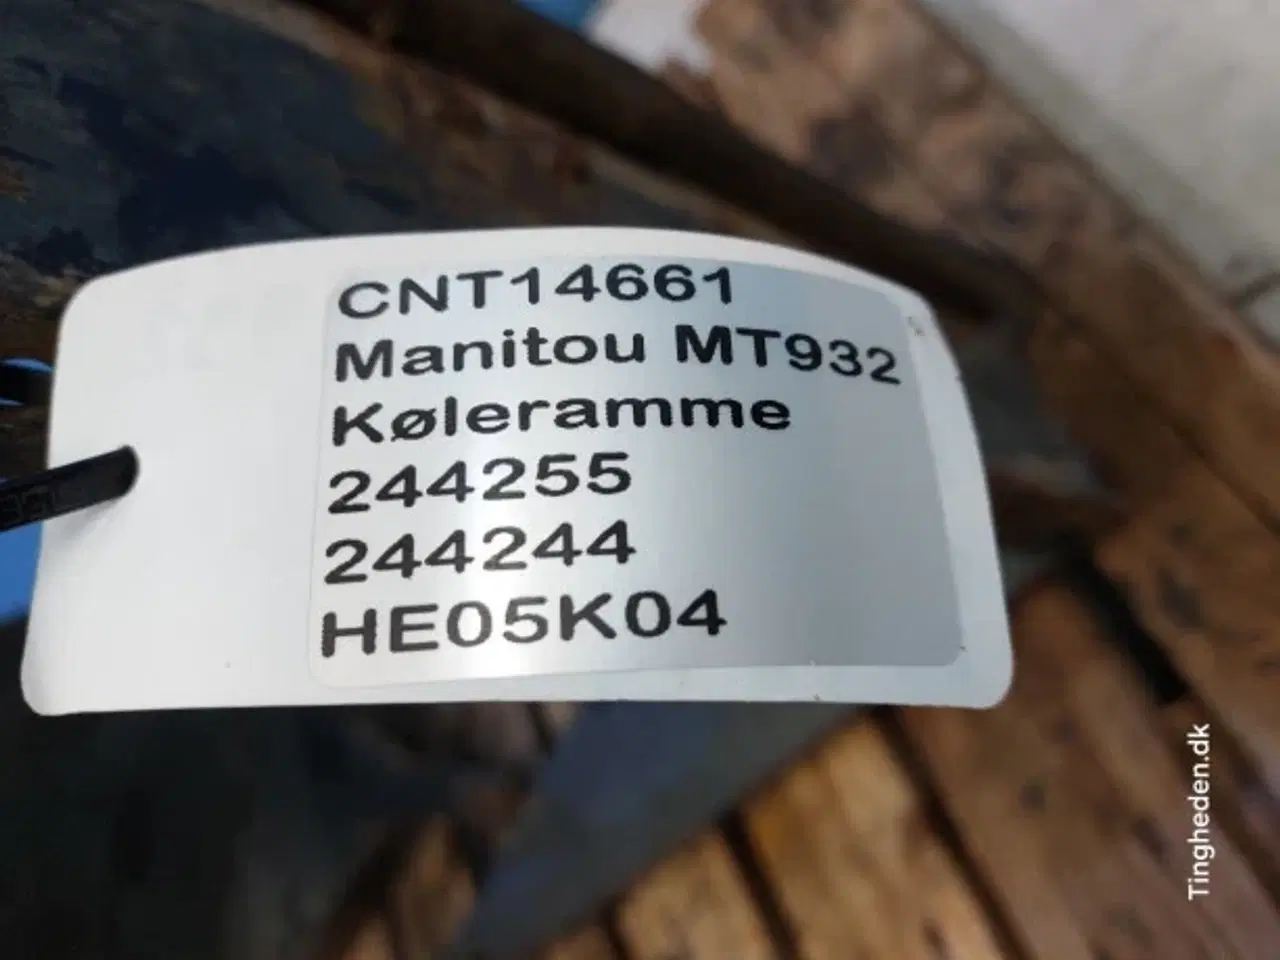 CNT14661
Manitou MT932
Køleramme
244255
244244
HE05K04
Tingheden.dk